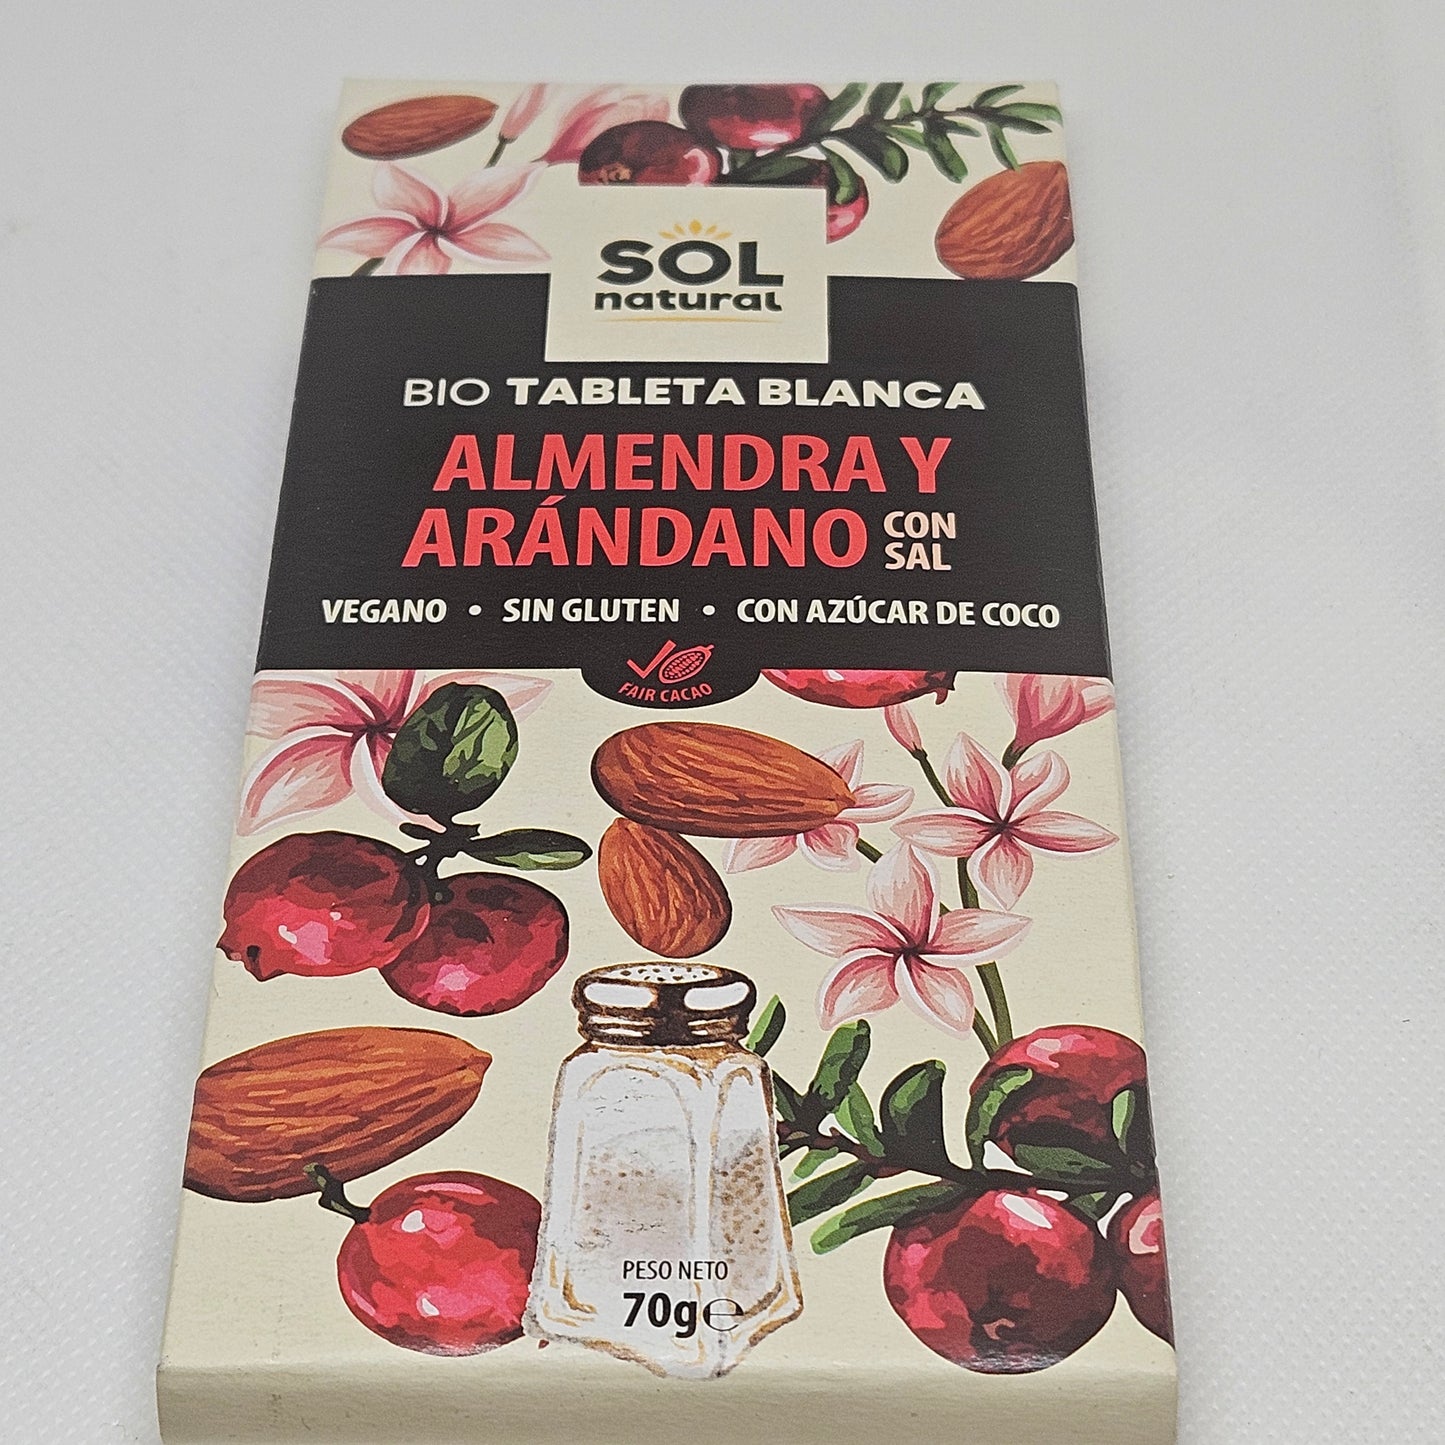 SOL
natural
BIO TABLETA BLANCA
ALMENDRA Y
ARÁNDANO CON
SAL
VEGANO • SIN GLUTEN • CON AZÚCAR DE COCO
FAIR CACAO
PESO NETO
70g℮